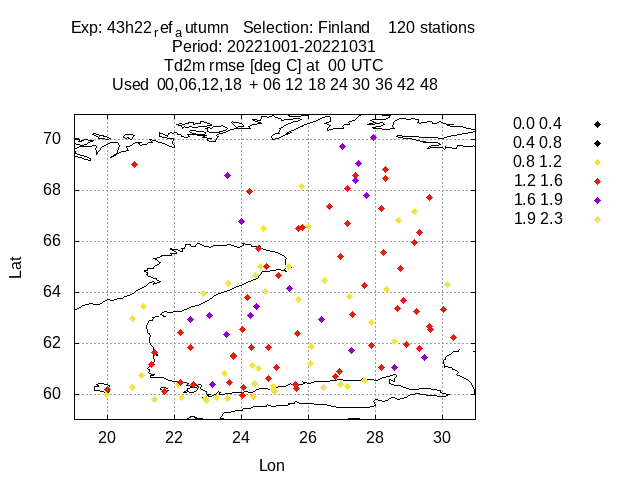 Exp: 43h22ref_autumn   Selection: Finland    120 stations
Period: 20221001-20221031
Td2m rmse [deg C] at  00 UTC
Used  00,06,12,18  + 06 12 18 24 30 36 42 48
70
68
66
64
62
60
Lat
20 22 24 26 28 30
Lon
0.0 0.4
0.4 0.8
0.8 1.2
1.2 1.6
1.6 1.9
1.9 2.3